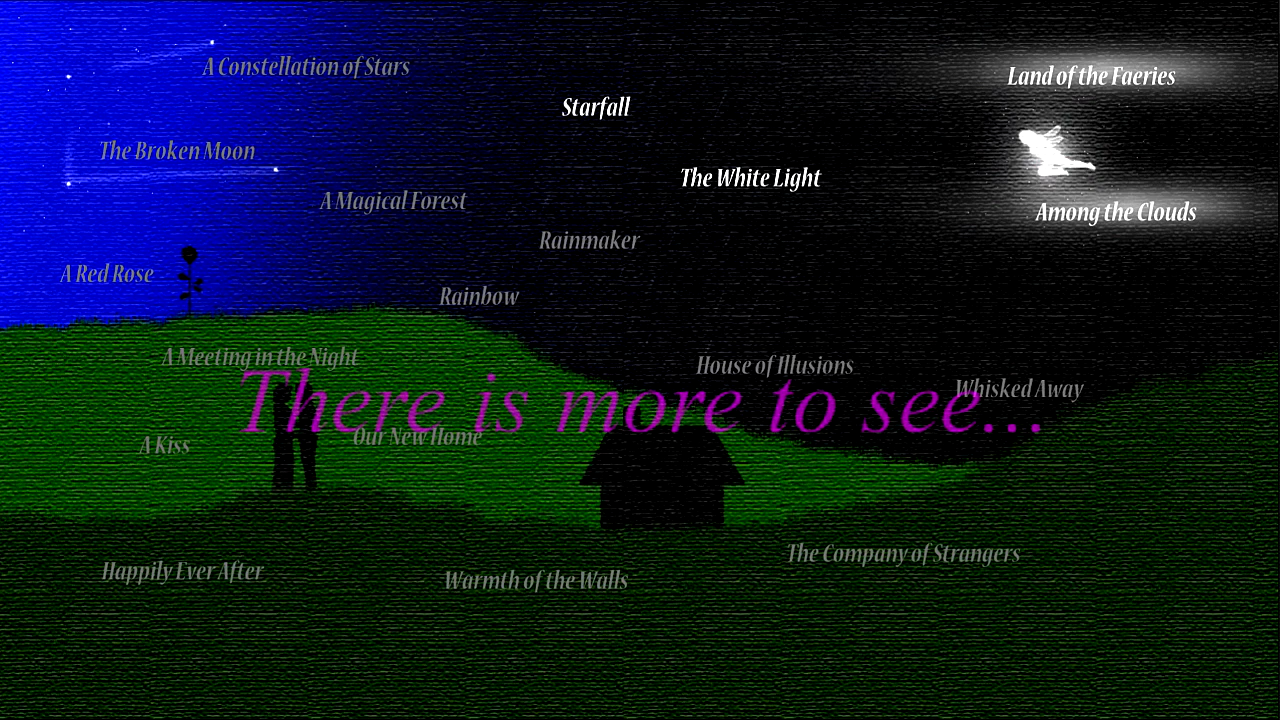 A Constellation of Stars
Land of the Faeries
Starfall
The Broken Moon
The White Light
A Magical Forest
Among the Clouds
Rainmaker
A Red Rose
Rainbow
A Meeting in the Night
House of Illusions
Whisked Away
There is more to see...
Our New Home
A Kiss
The Company of Strangers
Happily Ever After
Warmth of the Walls